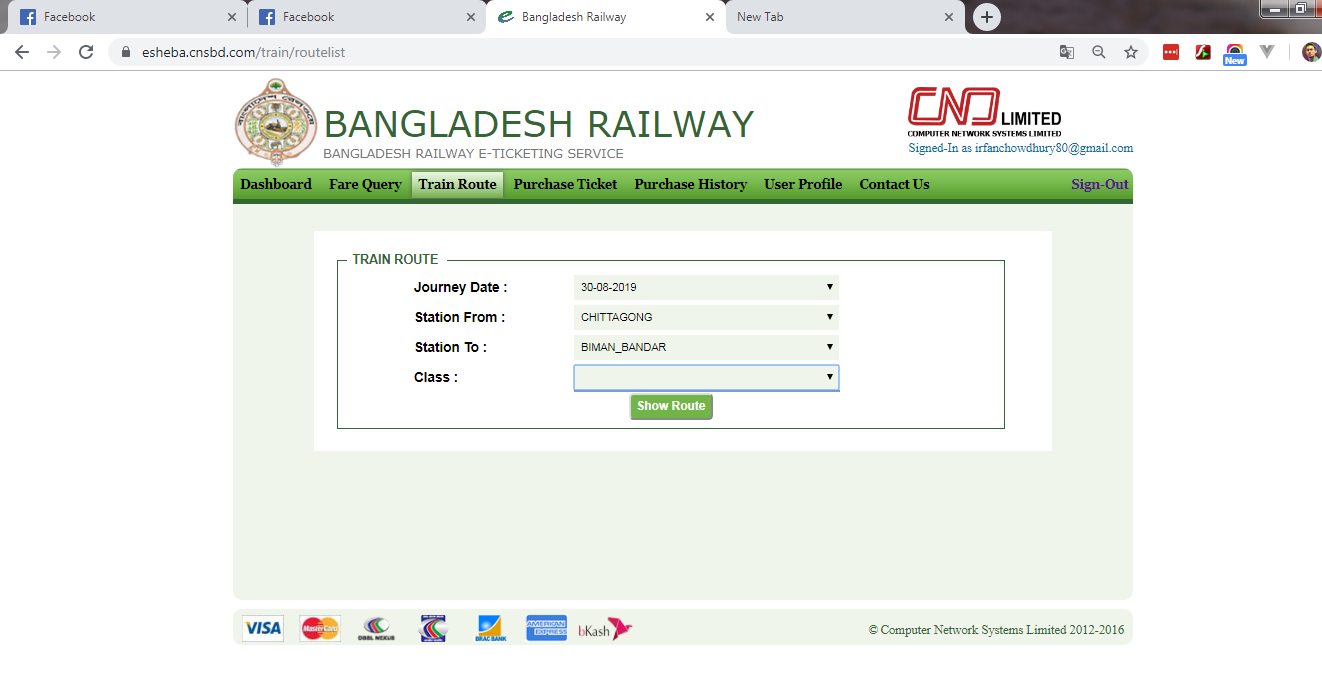 Facebook
Facebook
Bangladesh Railway
New Tab
esheba.cnsbd.com/train/routelist
New
BANGLADESH RAILWAY
BANGLADESH RAILWAY E-TICKETING SERVICE
CNS LIMITED
COMPUTER NETWORK SYSTEMS LIMITED
Signed-In as irfanchowdhury80@gmail.com
Dashboard Fare Query Train Route Purchase Ticket Purchase History User Profile Contact Us Sign-Out
TRAIN ROUTE
Journey Date : 30-08-2019
Station From : CHITTAGONG
Station To : BIMAN_BANDAR
Class :
Show Route
VISA MasterCard DBBL NEXUS BRAC BANK AMERICAN EXPRESS bKash
© Computer Network Systems Limited 2012-2016